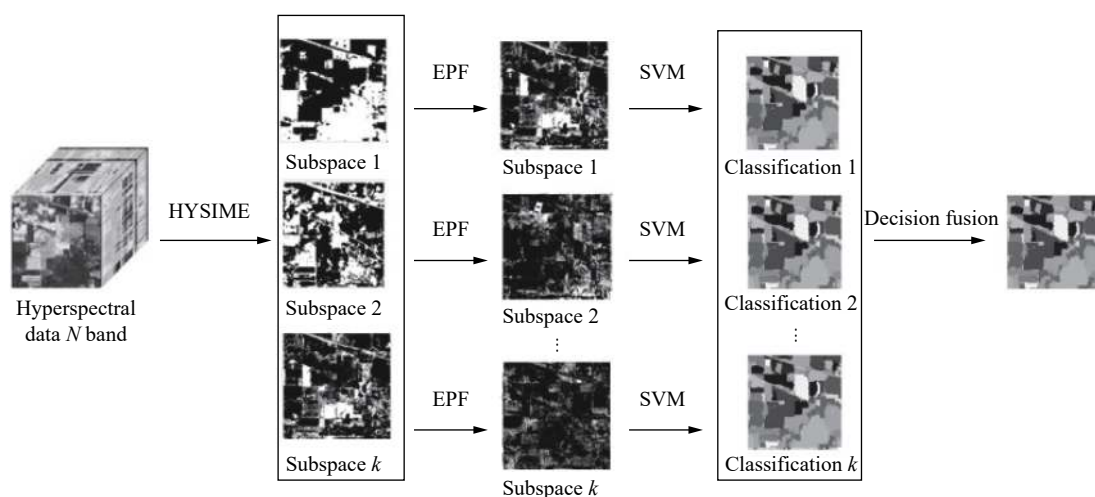 Hyperspectral
data N band
HYSIME
Subspace 1
Subspace 2
Subspace k
EPF
EPF
EPF
Subspace 1
Subspace 2
⋮
Subspace k
SVM
SVM
SVM
Classification 1
Classification 2
⋮
Classification k
Decision fusion